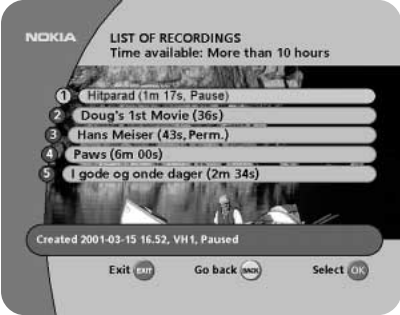 NOKIA
LIST OF RECORDINGS
Time available: More than 10 hours
1 Hitparad (1m 17s, Pause)
2 Doug's 1st Movie (36s)
3 Hans Meiser (43s, Perm.)
4 Paws (6m 00s)
5 I gode og onde dager (2m 34s)
Created 2001-03-15 16.52, VH1, Paused
Exit EXIT Go back BACK Select OK